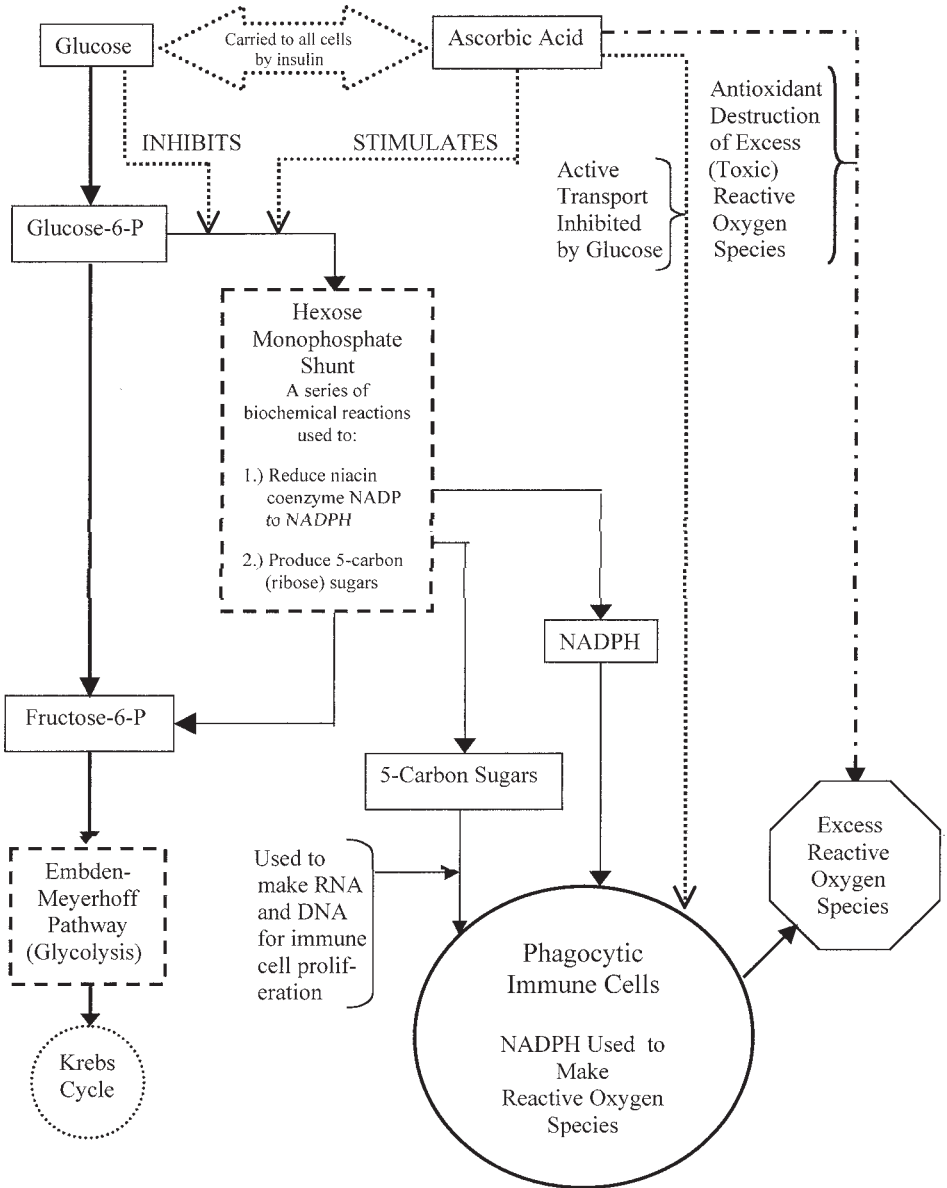 Glucose
Carried to all cells
by insulin
Ascorbic Acid
INHIBITS
STIMULATES
Antioxidant
Destruction
of Excess
(Toxic)
Reactive
Oxygen
Species
Active
Transport
Inhibited
by Glucose
Glucose-6-P
Hexose
Monophosphate
Shunt
A series of
biochemical reactions
used to:
1.) Reduce niacin
coenzyme NADP
to NADPH
2.) Produce 5-carbon
(ribose) sugars
NADPH
Fructose-6-P
5-Carbon Sugars
Excess
Reactive
Oxygen
Species
Embden-
Meyerhoff
Pathway
(Glycolysis)
Used to
make RNA
and DNA
for immune
cell prolif-
eration
Phagocytic
Immune Cells
NADPH Used to
Make
Reactive Oxygen
Species
Krebs
Cycle